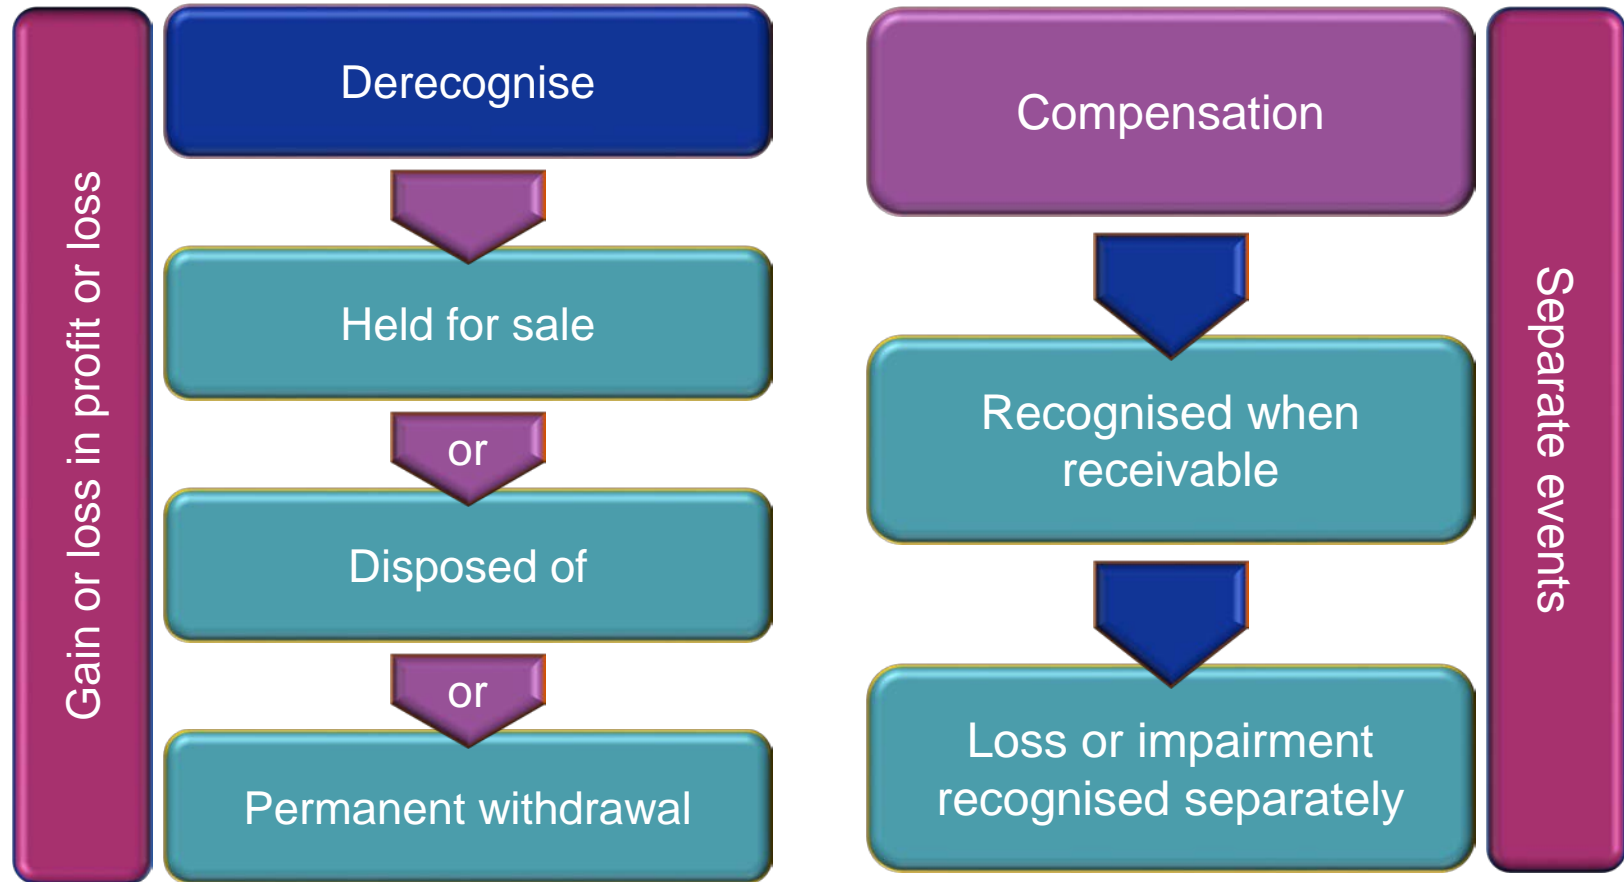 Gain or loss in profit or loss
Derecognise
Held for sale
or
Disposed of
or
Permanent withdrawal
Compensation
Recognised when
receivable
Loss or impairment
recognised separately
Separate events